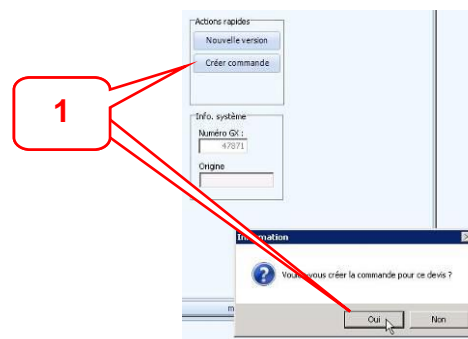 Actions rapides
Nouvelle version
Créer commande
1
Info. système
Numéro GX :
47871
Origine
Information
vous créer la commande pour ce devis ?
m
Oui
Non